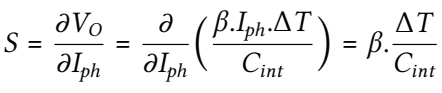 S = ∂V_O/∂I_ph = ∂/∂I_ph (β.I_ph.ΔT/C_int) = β.ΔT/C_int